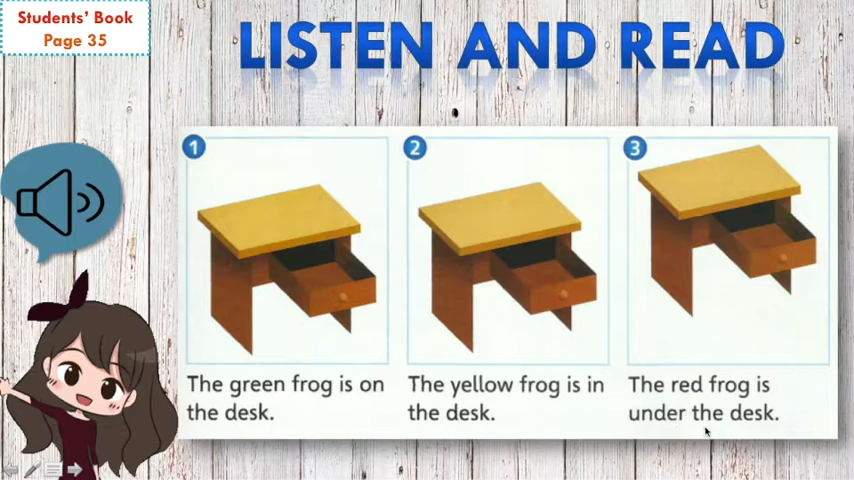 Students' Book
Page 35
LISTEN AND READ
1
2
3
The green frog is on
the desk.
The yellow frog is in
the desk.
The red frog is
under the desk.